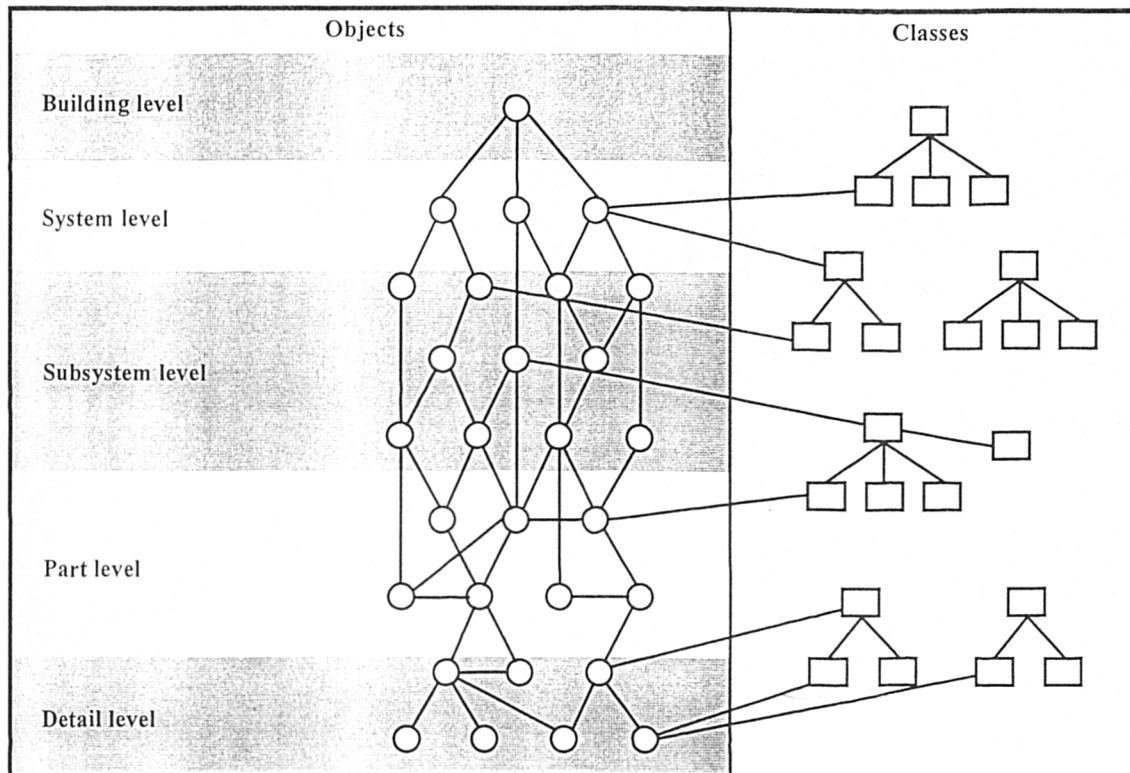 Objects
Classes
Building level
System level
Subsystem level
Part level
Detail level